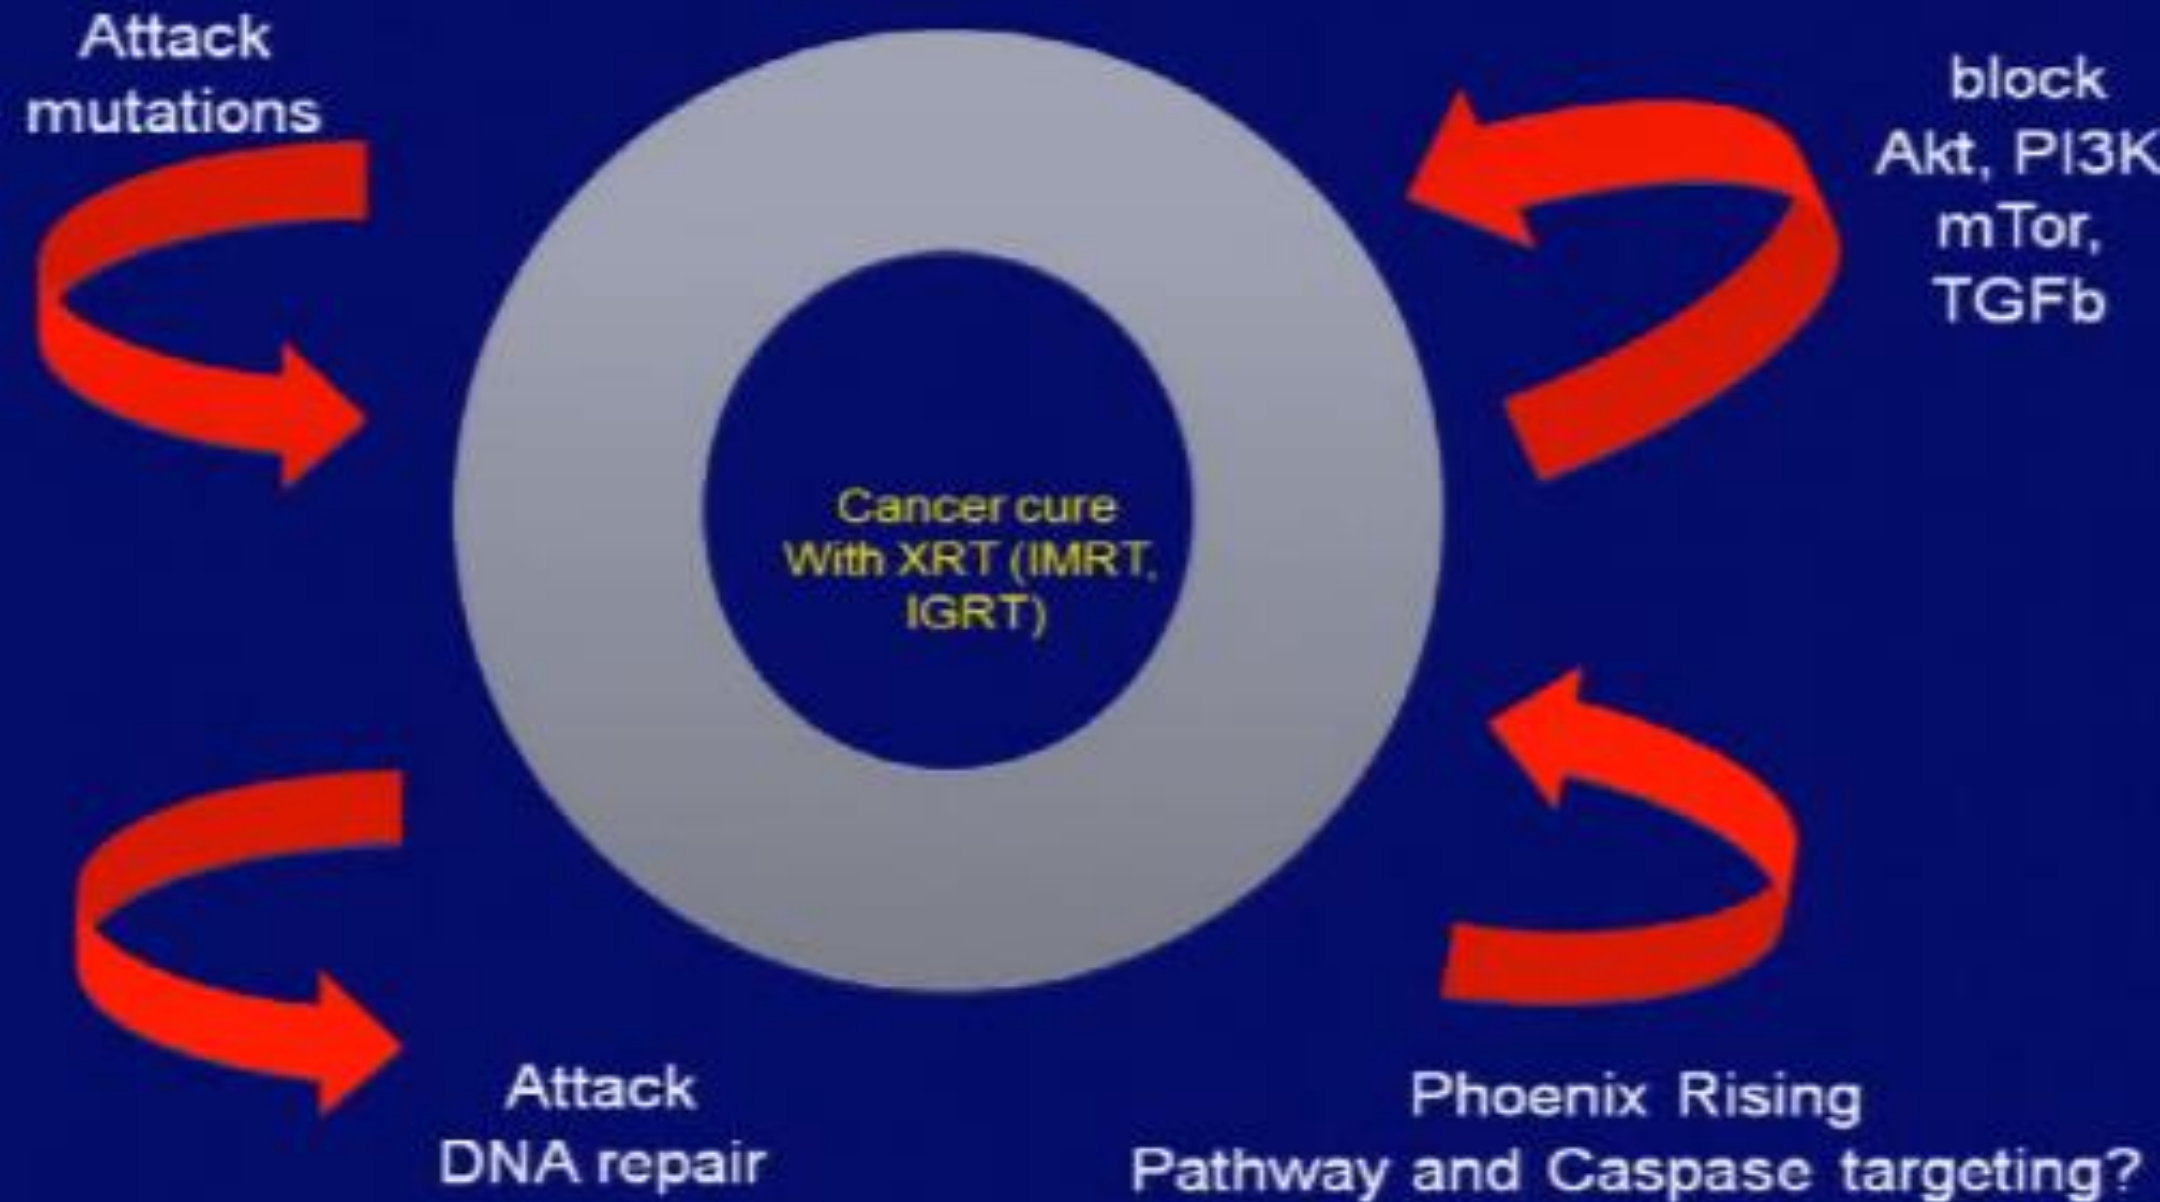 Attack
mutations
block
Akt, PI3K
mTor,
TGFb
Cancer cure
With XRT (IMRT,
IGRT)
Attack
DNA repair
Phoenix Rising
Pathway and Caspase targeting?